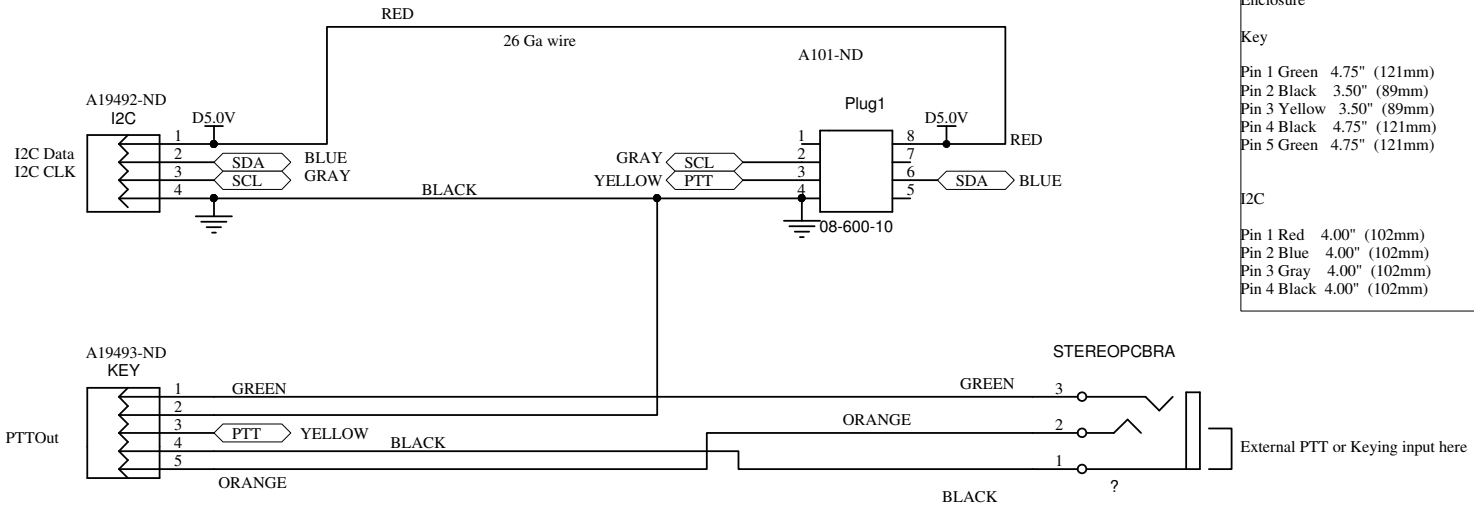 RED
26 Ga wire
A101-ND
Enclosure
Key
Pin 1 Green 4.75" (121mm)
Pin 2 Black 3.50" (89mm)
Pin 3 Yellow 3.50" (89mm)
Pin 4 Black 4.75" (121mm)
Pin 5 Green 4.75" (121mm)
I2C
Pin 1 Red 4.00" (102mm)
Pin 2 Blue 4.00" (102mm)
Pin 3 Gray 4.00" (102mm)
Pin 4 Black 4.00" (102mm)
A19492-ND
I2C
D5.0V
I2C Data
I2C CLK
1
2
3
4
SDA BLUE
SCL GRAY
BLACK
Plug1
D5.0V
RED
GRAY SCL
YELLOW PTT
1
2
3
4
8
7
6
5
SDA BLUE
08-600-10
A19493-ND
KEY
PTTOut
1
2
3
4
5
GREEN
PTT YELLOW
BLACK
ORANGE
STEREOPCBRA
GREEN 3
ORANGE 2
1
BLACK
?
External PTT or Keying input here